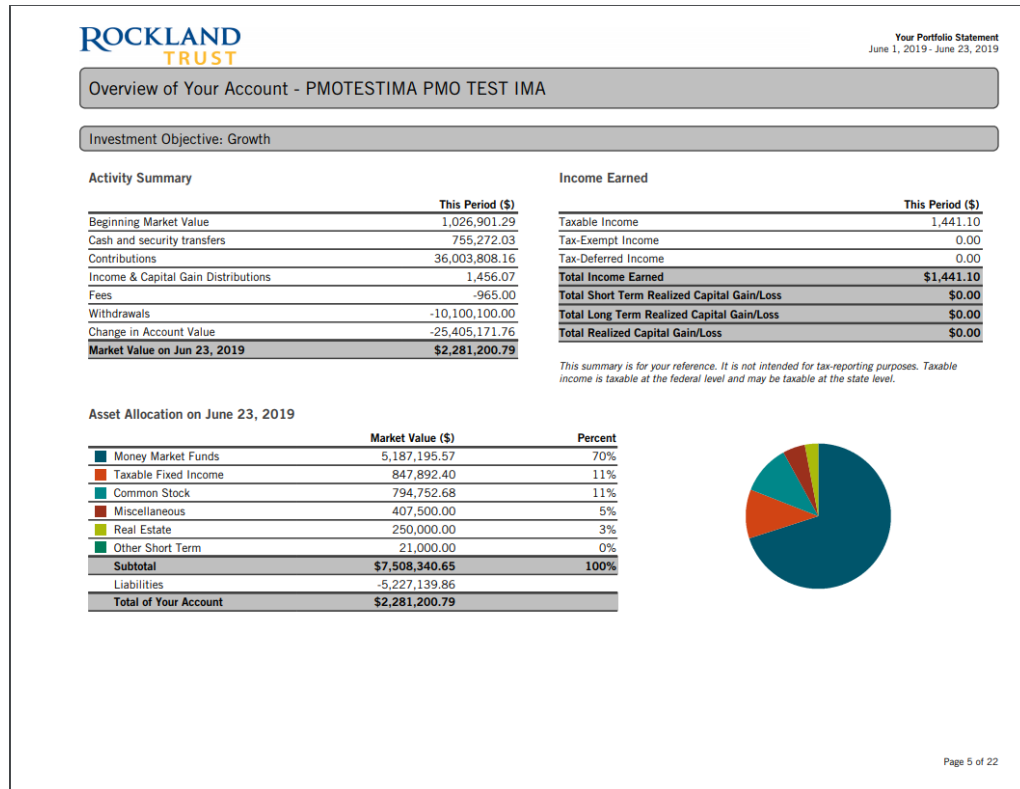 ROCKLAND
TRUST
Your Portfolio Statement
June 1, 2019 - June 23, 2019
Overview of Your Account - PMOTESTIMA PMO TEST IMA
Investment Objective: Growth
Activity Summary
This Period ($)
Beginning Market Value 1,026,901.29
Cash and security transfers 755,272.03
Contributions 36,003,808.16
Income & Capital Gain Distributions 1,456.07
Fees -965.00
Withdrawals -10,100,100.00
Change in Account Value -25,405,171.76
Market Value on Jun 23, 2019 $2,281,200.79
Income Earned
This Period ($)
Taxable Income 1,441.10
Tax-Exempt Income 0.00
Tax-Deferred Income 0.00
Total Income Earned $1,441.10
Total Short Term Realized Capital Gain/Loss $0.00
Total Long Term Realized Capital Gain/Loss $0.00
Total Realized Capital Gain/Loss $0.00
This summary is for your reference. It is not intended for tax-reporting purposes. Taxable
income is taxable at the federal level and may be taxable at the state level.
Asset Allocation on June 23, 2019
Market Value ($) Percent
Money Market Funds 5,187,195.57 70%
Taxable Fixed Income 847,892.40 11%
Common Stock 794,752.68 11%
Miscellaneous 407,500.00 5%
Real Estate 250,000.00 3%
Other Short Term 21,000.00 0%
Subtotal $7,508,340.65 100%
Liabilities -5,227,139.86
Total of Your Account $2,281,200.79
Page 5 of 22